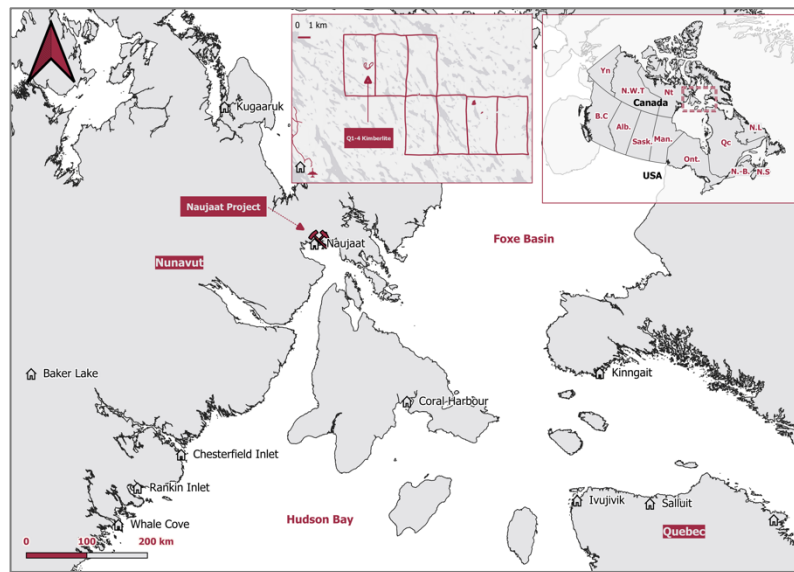 0 1 km
Q1-4 Kimberlite
Yn
N.W.T
Nt
Canada
B.C
Alb.
Sask.
Man.
Ont.
Qc
N.L
N.-B.
N.S
USA
Kugaaruk
Naujaat Project
Naujaat
Foxe Basin
Nunavut
Baker Lake
Kinngait
Coral Harbour
Chesterfield Inlet
Rankin Inlet
Ivujivik
Salluit
Whale Cove
Hudson Bay
Quebec
0 100 200 km